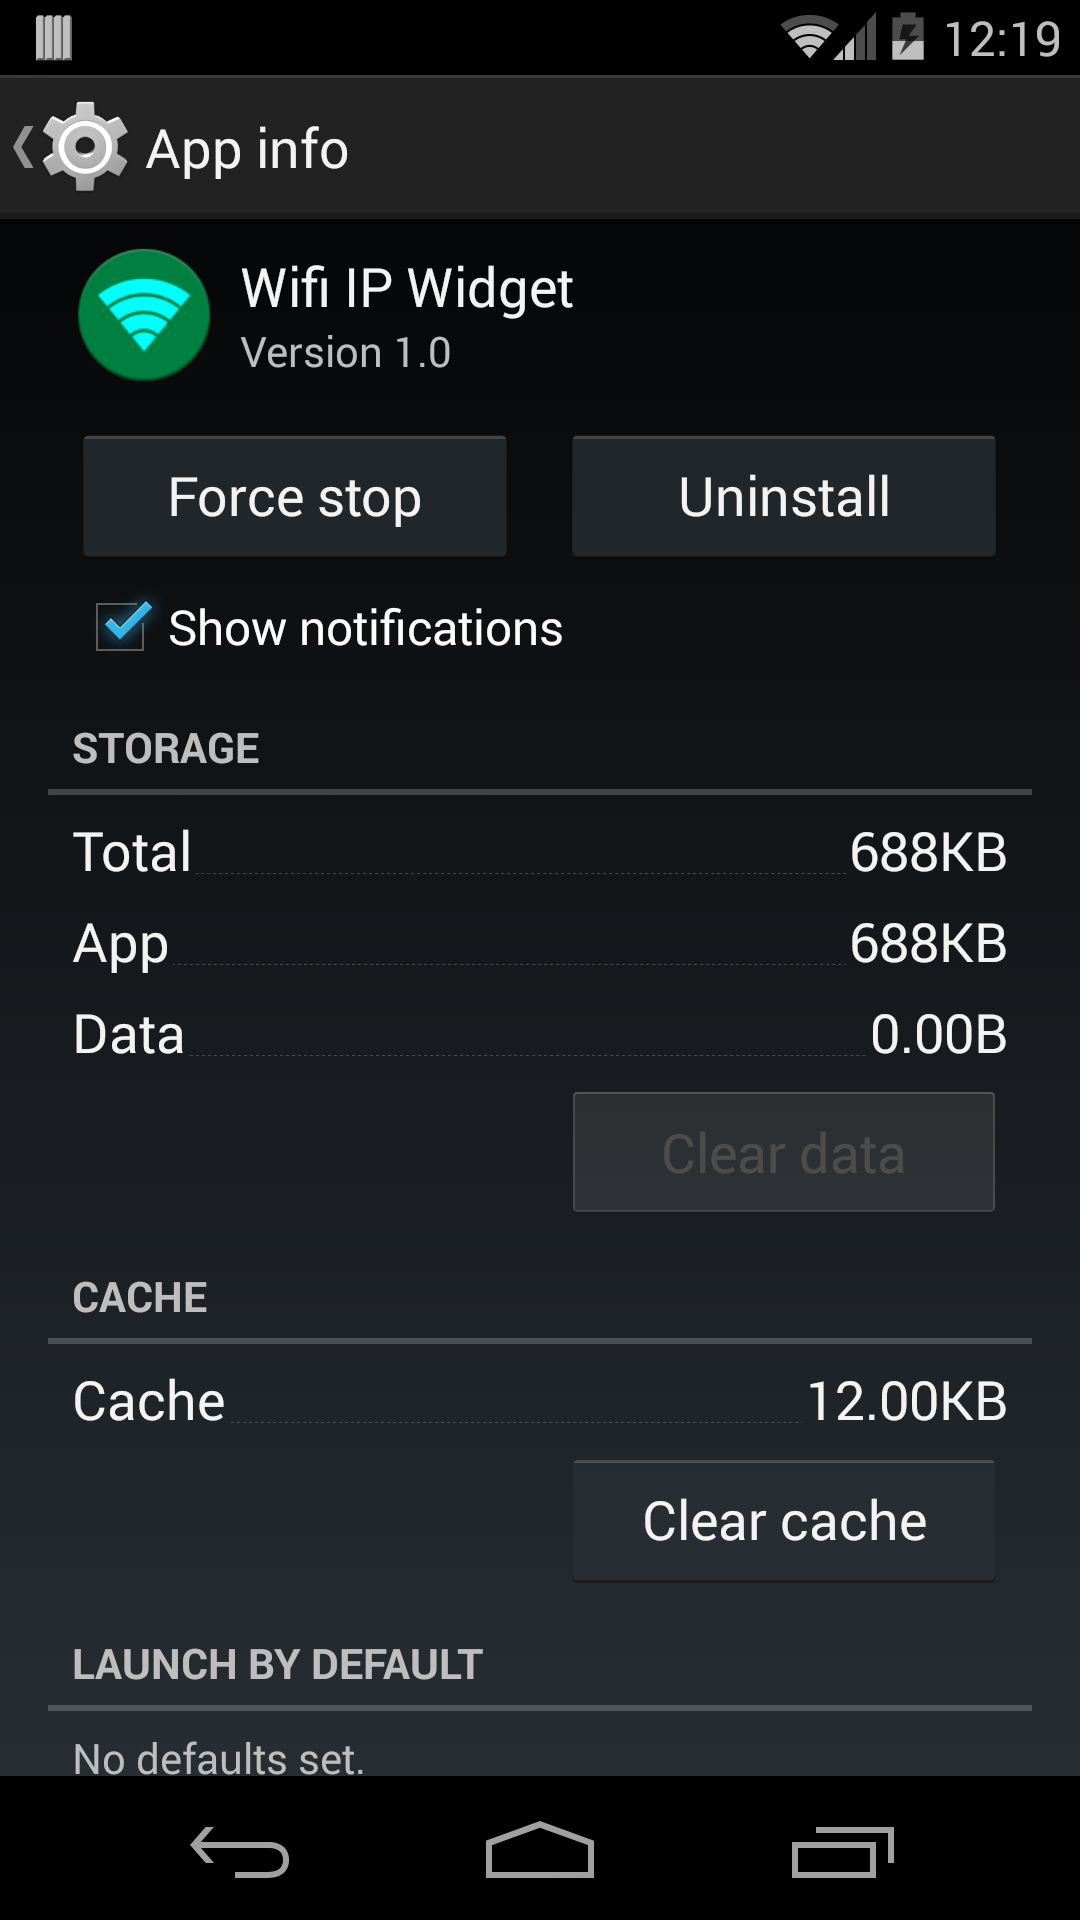 12:19
App info
Wifi IP Widget
Version 1.0
Force stop
Uninstall
Show notifications
STORAGE
Total 688KB
App 688KB
Data 0.00B
Clear data
CACHE
Cache 12.00KB
Clear cache
LAUNCH BY DEFAULT
No defaults set.